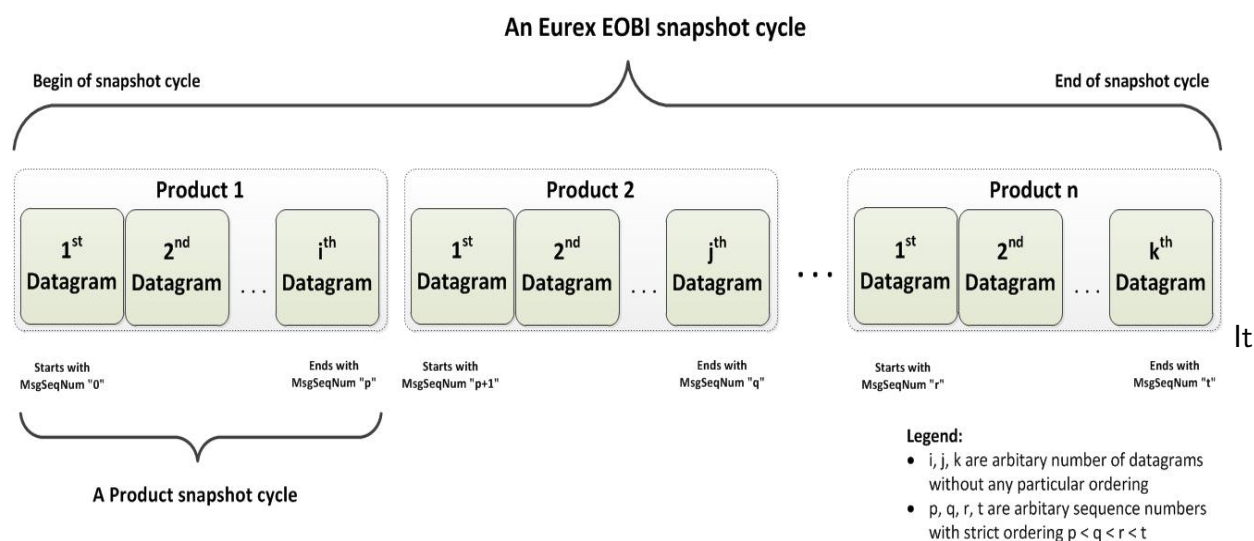 An Eurex EOBI snapshot cycle
Begin of snapshot cycle
End of snapshot cycle
Product 1
1st
Datagram
2nd
Datagram
. . .
ith
Datagram
Product 2
1st
Datagram
2nd
Datagram
. . .
jth
Datagram
. . .
Product n
1st
Datagram
2nd
Datagram
. . .
kth
Datagram
It
Starts with
MsgSeqNum "0"
Ends with
MsgSeqNum "p"
Starts with
MsgSeqNum "p+1"
Ends with
MsgSeqNum "q"
Starts with
MsgSeqNum "r"
Ends with
MsgSeqNum "t"
A Product snapshot cycle
Legend:
• i, j, k are arbitary number of datagrams
without any particular ordering
• p, q, r, t are arbitary sequence numbers
with strict ordering p < q < r < t